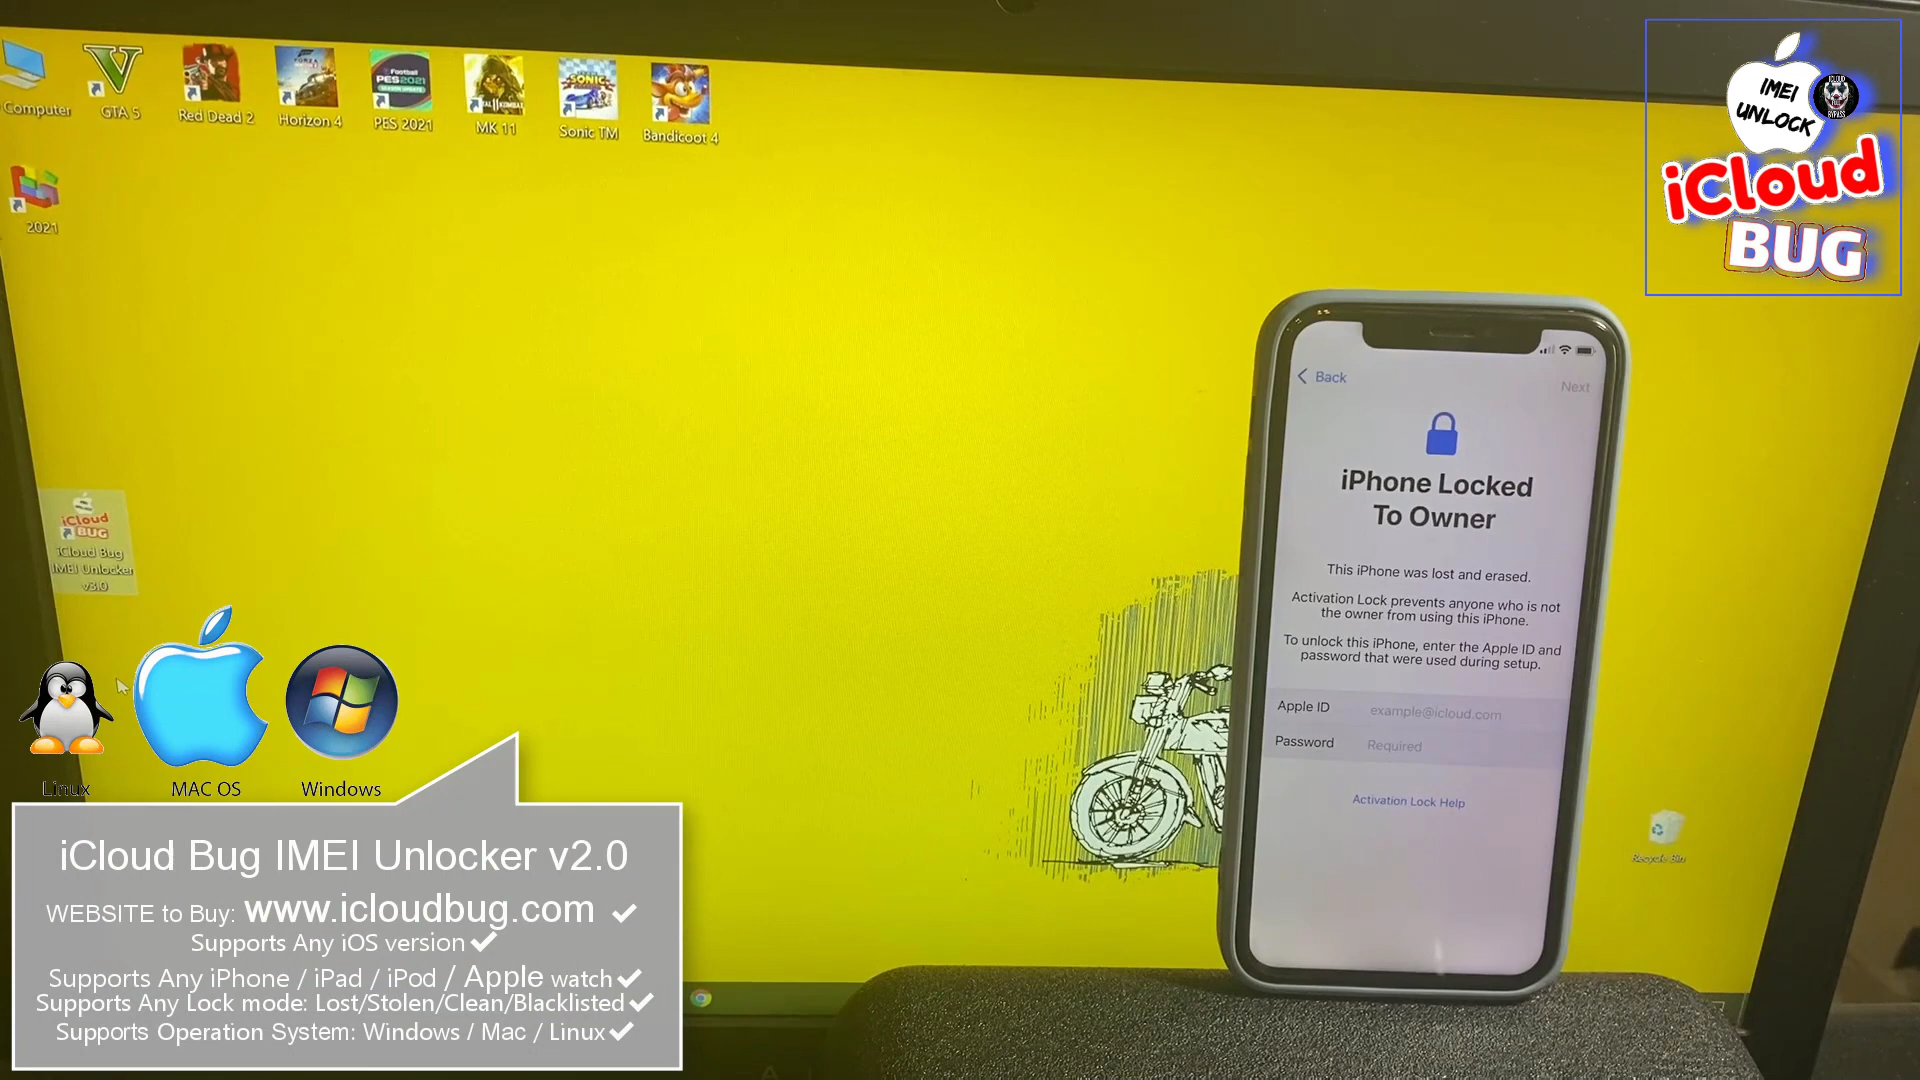 Computer
GTA 5
Red Dead 2
Horizon 4
PES 2021
MK 11
Sonic TM
Bandicoot 4
2021
IMEI
UNLOCK
iCloud
BUG
iCloud
BUG
iCloud Bug
IMEI Unlocker
v3.0
Back
Next
iPhone Locked
To Owner
This iPhone was lost and erased.
Activation Lock prevents anyone who is not
the owner from using this iPhone.
To unlock this iPhone, enter the Apple ID and
password that were used during setup.
Apple ID example@icloud.com
Password Required
Activation Lock Help
Recycle Bin
Linux
MAC OS
Windows
iCloud Bug IMEI Unlocker v2.0
WEBSITE to Buy: www.icloudbug.com ✔
Supports Any iOS version ✔
Supports Any iPhone / iPad / iPod / Apple watch ✔
Supports Any Lock mode: Lost/Stolen/Clean/Blacklisted ✔
Supports Operation System: Windows / Mac / Linux ✔